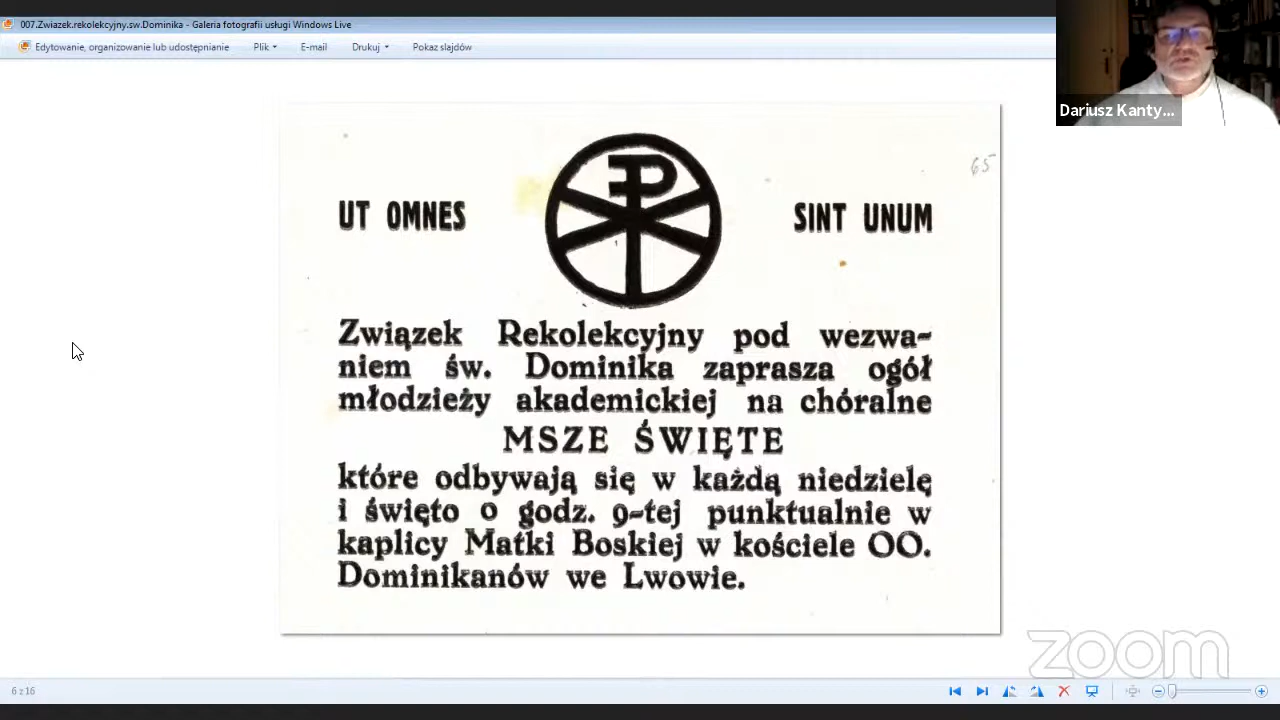 007.Zwiazek.rekolekcyjny.sw.Dominika - Galeria fotografii usługi Windows Live
Edytowanie, organizowanie lub udostępnianie Plik E-mail Drukuj Pokaz slajdów
Dariusz Kanty...
65
UT OMNES SINT UNUM
Związek Rekolekcyjny pod wezwa-
niem św. Dominika zaprasza ogół
młodzieży akademickiej na chóralne
MSZE ŚWIĘTE
które odbywają się w każdą niedzielę
i święto o godz. 9-tej punktualnie w
kaplicy Matki Boskiej w kościele OO.
Dominikanów we Lwowie.
zoom
6 z 16